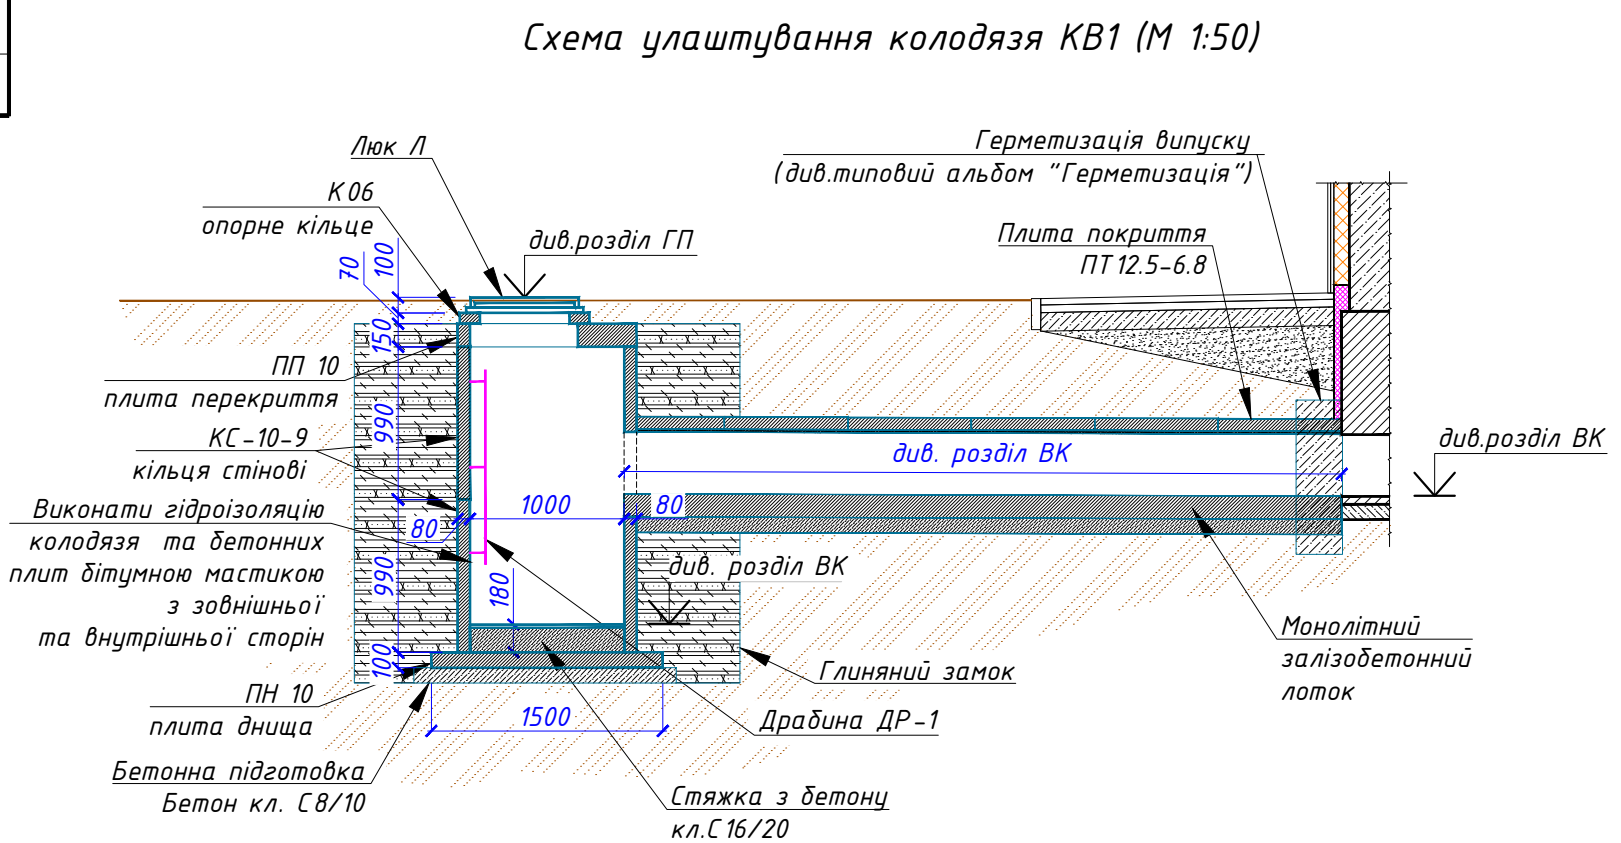 Схема улаштування колодязя КВ1 (М 1:50)
Люк Л
К06
опорне кільце
70
100
див.розділ ГП
Герметизація випуску
(див.типовий альбом "Герметизація")
Плита покриття
ПТ12.5-6.8
150
ПП 10
плита перекриття
990
КС-10-9
кільця стінові
див. розділ ВК
див.розділ ВК
Виконати гідроізоляцію
колодязя та бетонних
плит бітумною мастикою
з зовнішньої
та внутрішньої сторін
80
1000
80
990
180
див. розділ ВК
100
ПН 10
плита днища
1500
Глиняний замок
Драбина ДР-1
Монолітний
залізобетонний
лоток
Бетонна підготовка
Бетон кл. С8/10
Стяжка з бетону
кл.С16/20